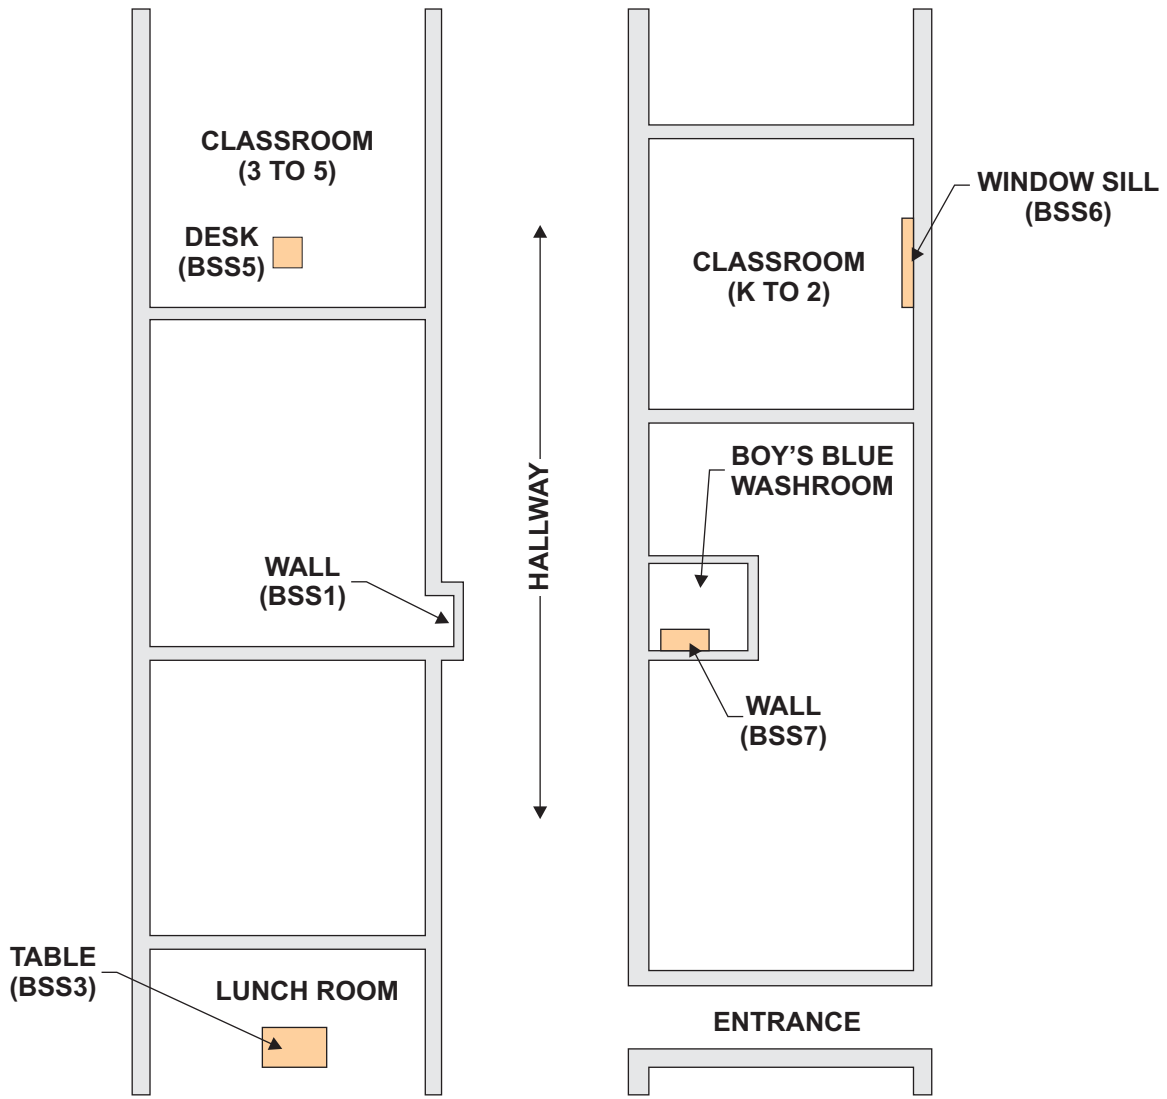 CLASSROOM
(3 TO 5)
DESK
(BSS5)
WINDOW SILL
(BSS6)
CLASSROOM
(K TO 2)
BOY'S BLUE
WASHROOM
HALLWAY
WALL
(BSS1)
WALL
(BSS7)
TABLE
(BSS3)
LUNCH ROOM
ENTRANCE